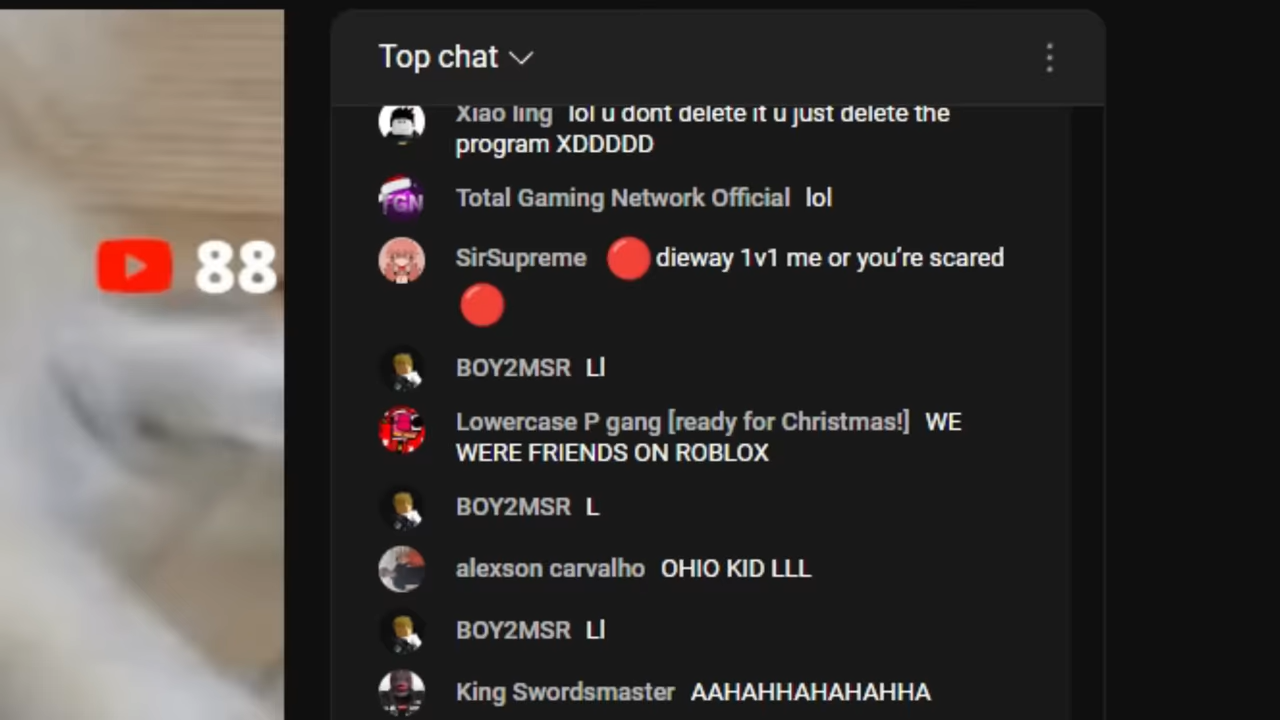 Top chat
Xiao ling lol u dont delete it u just delete the
program XDDDDD
TGN
Total Gaming Network Official lol
88
SirSupreme 🔴 dieway 1v1 me or you’re scared
🔴
BOY2MSR Ll
Lowercase P gang [ready for Christmas!] WE
WERE FRIENDS ON ROBLOX
BOY2MSR L
alexson carvalho OHIO KID LLL
BOY2MSR Ll
King Swordsmaster AAHAHHAHAHAHHA